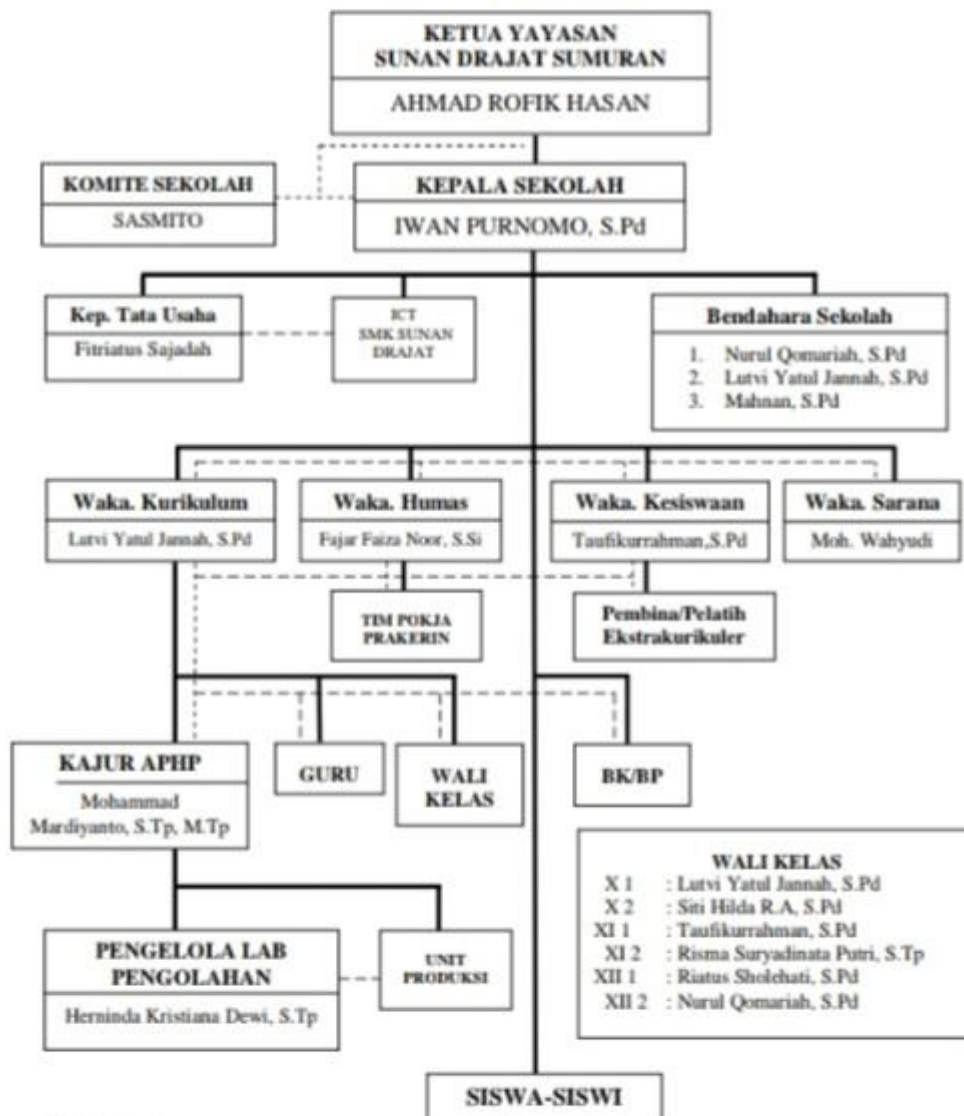 KETUA YAYASAN
SUNAN DRAJAT SUMURAN
AHMAD ROFIK HASAN
KOMITE SEKOLAH
SASMITO
KEPALA SEKOLAH
IWAN PURNOMO, S.Pd
Kep. Tata Usaha
Fitriatus Sajadah
ICT
SMK SUNAN
DRAJAT
Bendahara Sekolah
1. Nurul Qomariah, S.Pd
2. Lutvi Yatul Jannah, S.Pd
3. Mahnan, S.Pd
Waka. Kurikulum
Lutvi Yatul Jannah, S.Pd
Waka. Humas
Fajar Faiza Noor, S.Si
Waka. Kesiswaan
Taufikurrahman,S.Pd
Waka. Sarana
Moh. Wahyudi
TIM POKJA
PRAKERIN
Pembina/Pelatih
Ekstrakurikuler
KAJUR APHP
Mohammad
Mardiyanto, S.Tp, M.Tp
GURU
WALI
KELAS
BK/BP
PENGELOLA LAB
PENGOLAHAN
Herninda Kristiana Dewi, S.Tp
UNIT
PRODUKSI
WALI KELAS
X 1 : Lutvi Yatul Jannah, S.Pd
X 2 : Siti Hilda R.A, S.Pd
XI 1 : Taufikurrahman, S.Pd
XI 2 : Risma Suryadinata Putri, S.Tp
XII 1 : Riatus Sholehati, S.Pd
XII 2 : Nurul Qomariah, S.Pd
SISWA-SISWI